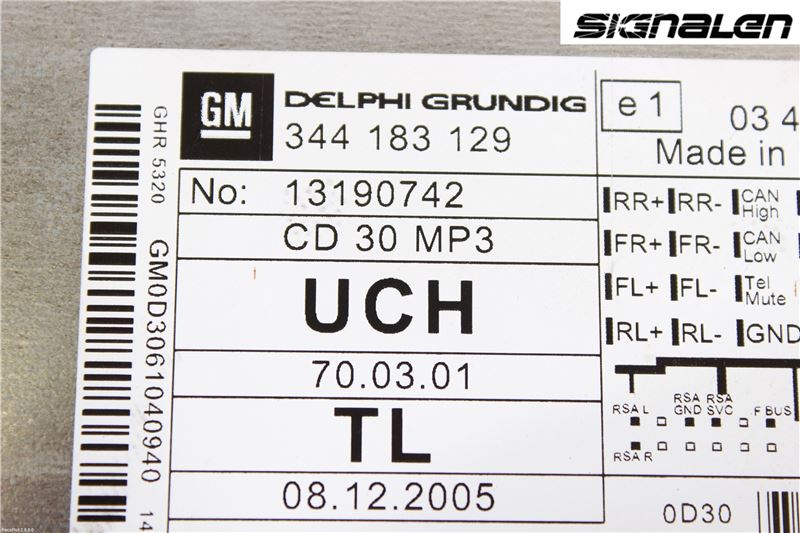 SIGNALEN
GM
DELPHI GRUNDIG
344 183 129
e1
03 4
Made in
No: 13190742
CD 30 MP3
UCH
70.03.01
TL
08.12.2005
RR+ RR- CAN High
FR+ FR- CAN Low
FL+ FL- Tel Mute
RL+ RL- GND
RSA L
RSA GND
RSA SVC
F BUS
RSA R
0D30
GHR 5320
GM0D3061040940
14